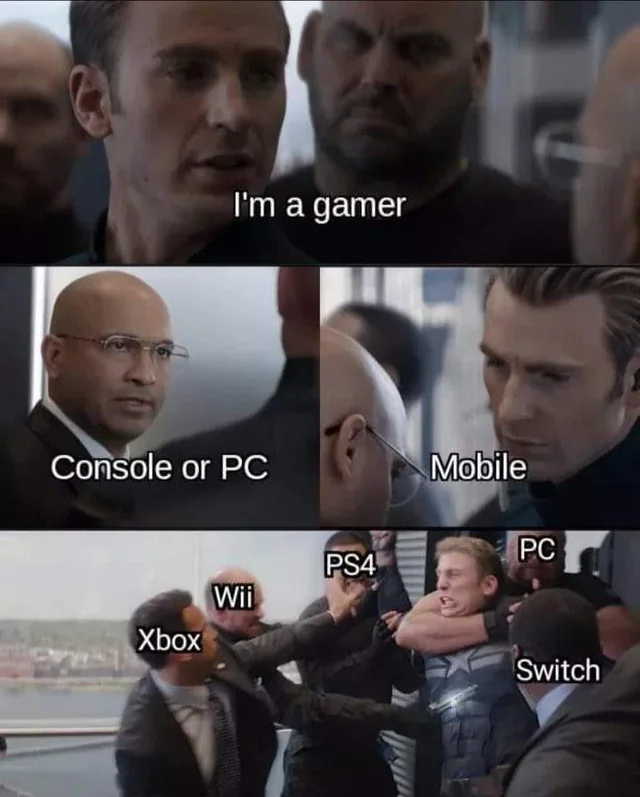 I'm a gamer
Console or PC
Mobile
PC
PS4
Wii
Xbox
Switch